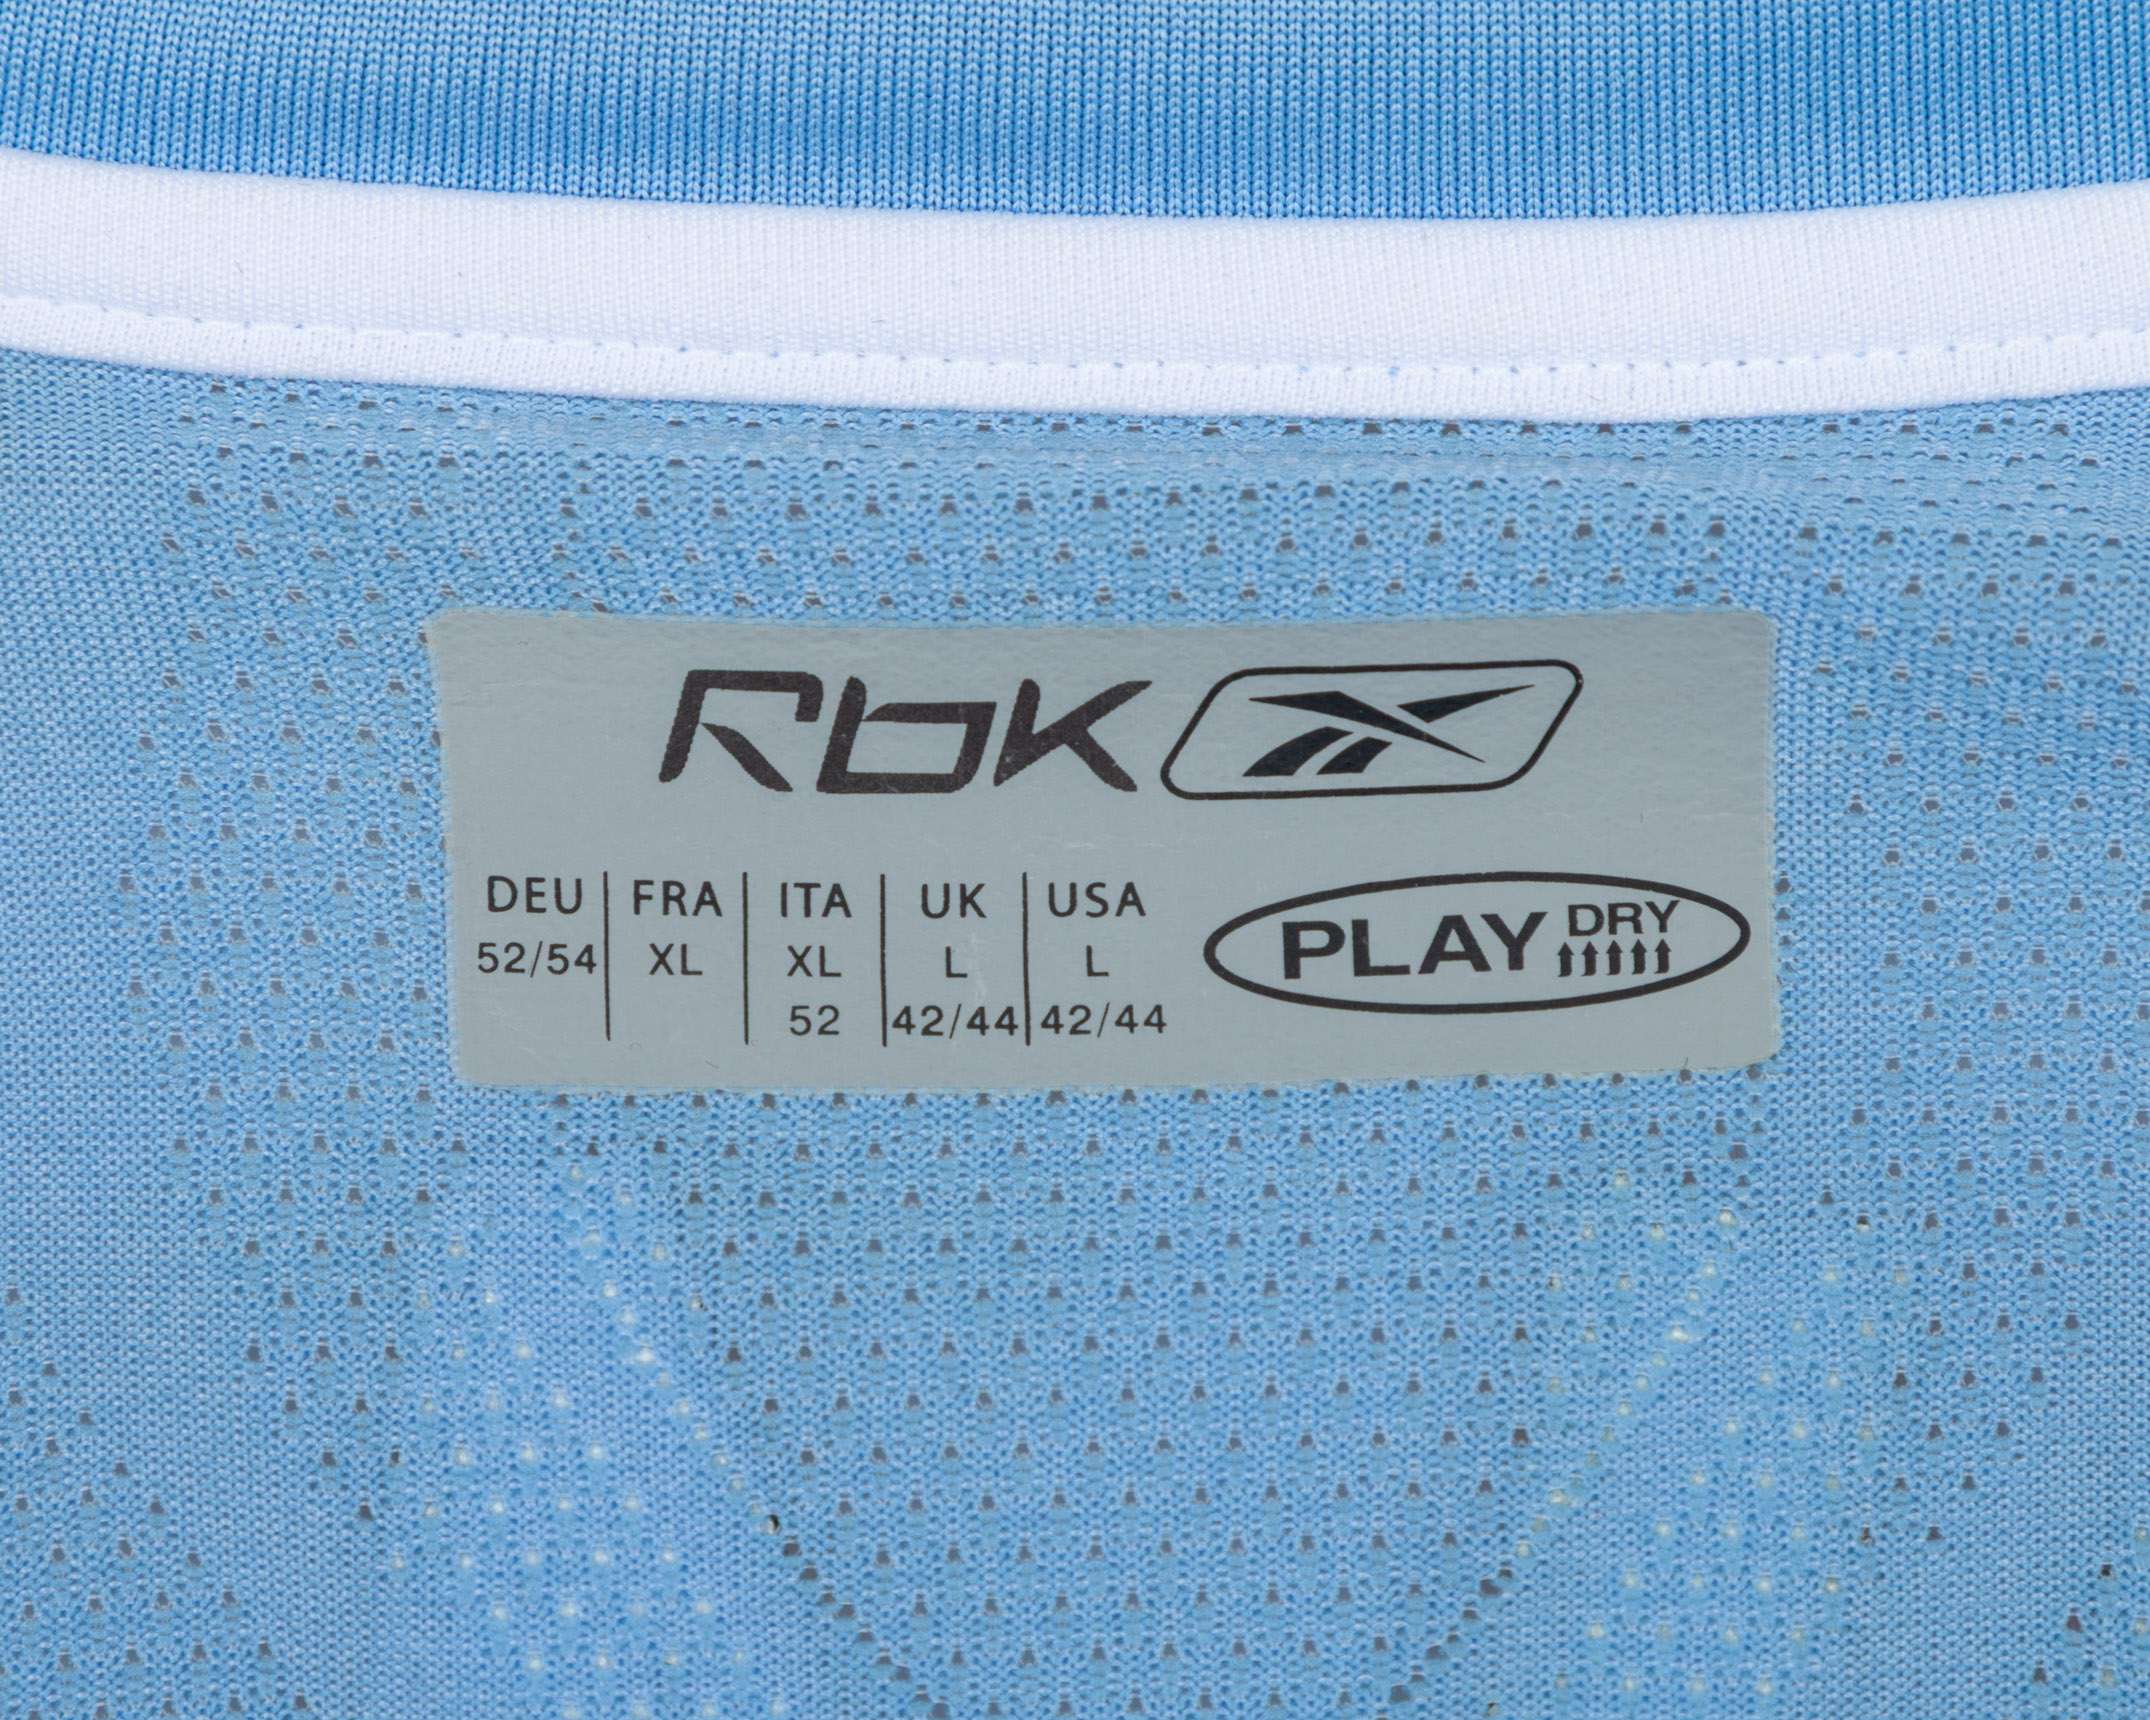 Rbk
DEU FRA ITA UK USA
52/54 XL XL L L
52 42/44 42/44
PLAY DRY